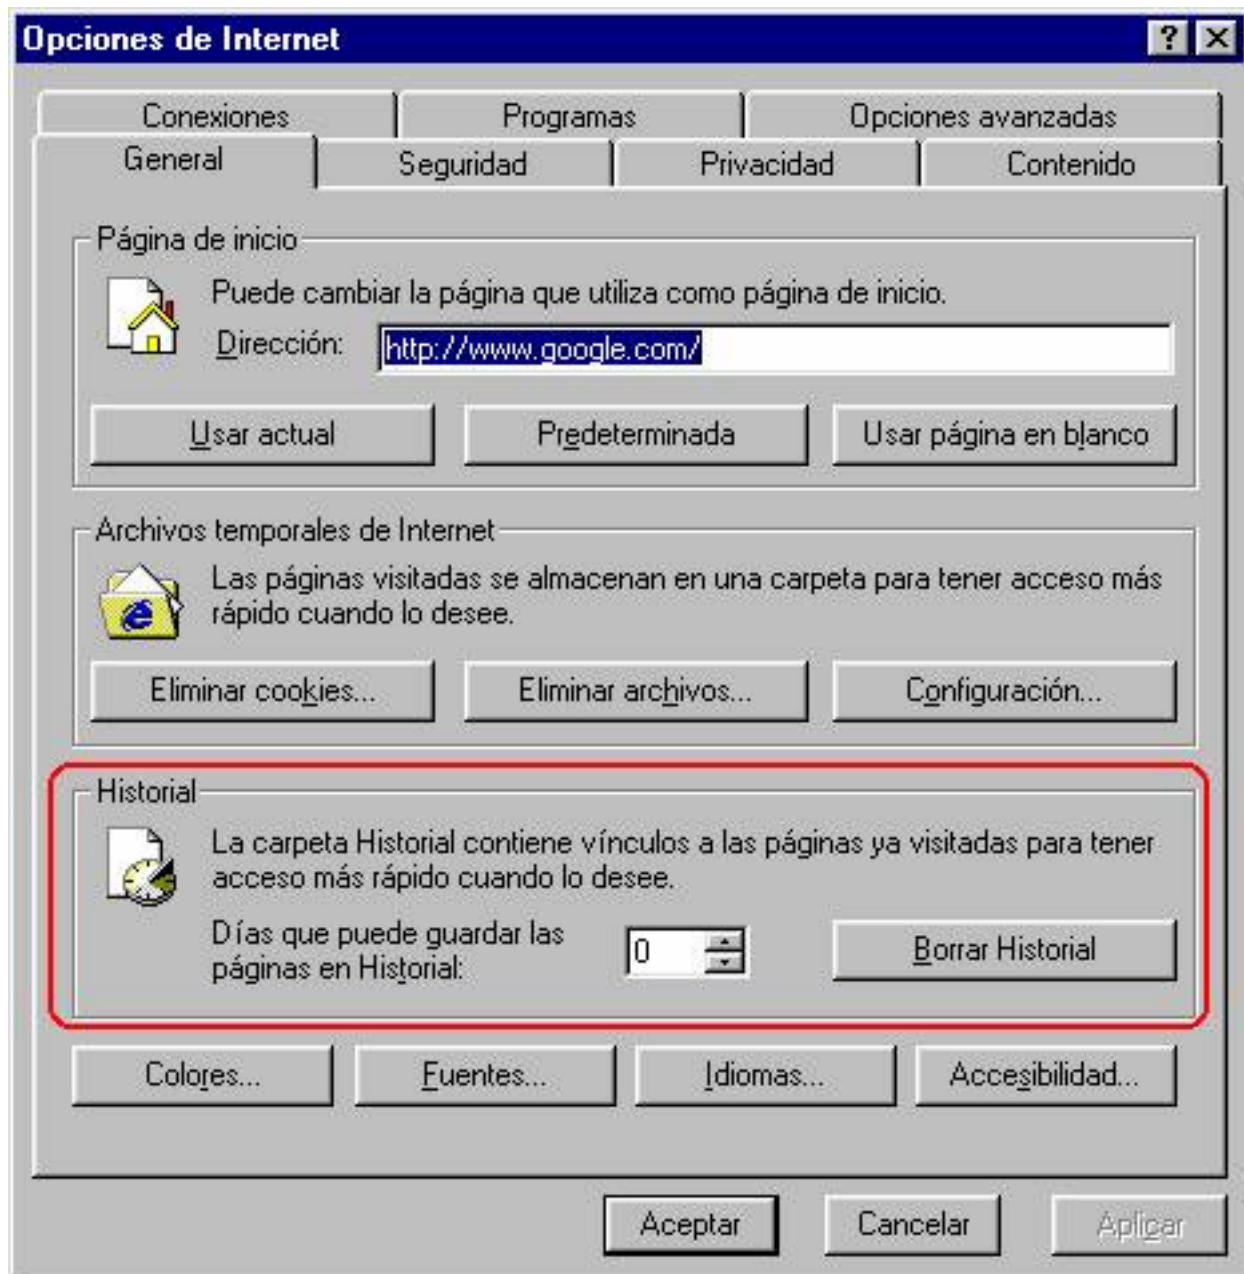 Opciones de Internet
Conexiones Programas Opciones avanzadas
General Seguridad Privacidad Contenido
Página de inicio
Puede cambiar la página que utiliza como página de inicio.
Dirección: http://www.google.com/
Usar actual Predeterminada Usar página en blanco
Archivos temporales de Internet
Las páginas visitadas se almacenan en una carpeta para tener acceso más
rápido cuando lo desee.
Eliminar cookies... Eliminar archivos... Configuración...
Historial
La carpeta Historial contiene vínculos a las páginas ya visitadas para tener
acceso más rápido cuando lo desee.
Días que puede guardar las
páginas en Historial: 0 Borrar Historial
Colores... Fuentes... Idiomas... Accesibilidad...
Aceptar Cancelar Aplicar